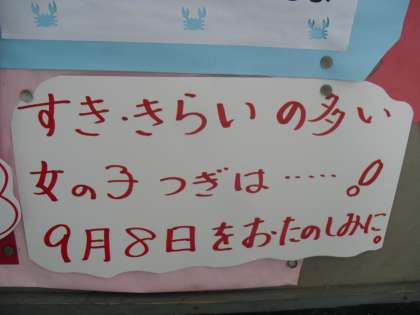 すき・きらいの多い
女の子つぎは……!
9月8日をお・たのしみに!